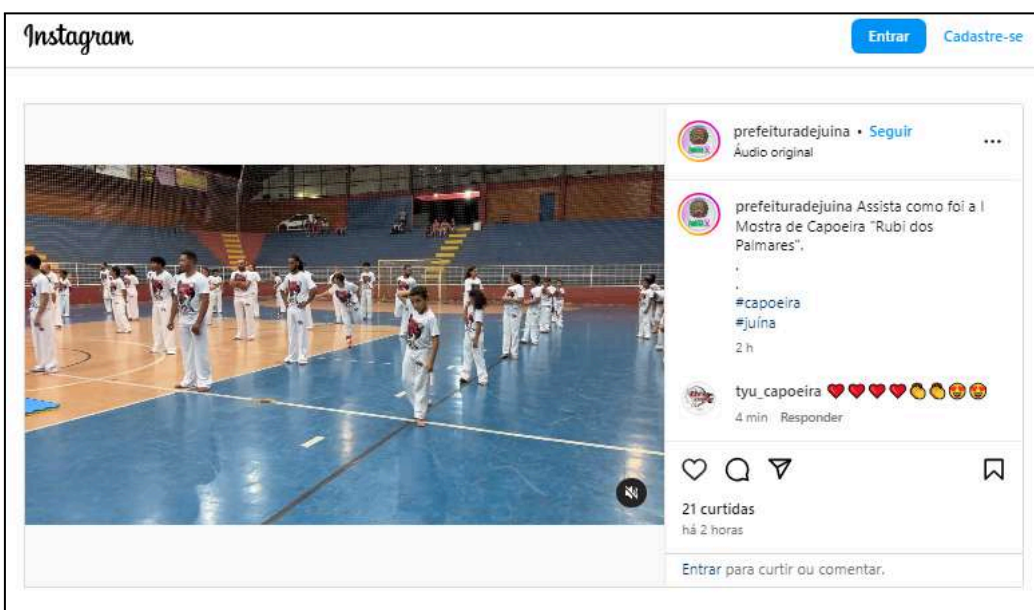 Instagram
Entrar
Cadastre-se
prefeituradejuina • Seguir
Áudio original
prefeituradejuina Assista como foi a I
Mostra de Capoeira "Rubi dos
Palmares".
.
.
#capoeira
#juína
2 h
tyu_capoeira ❤️❤️❤️❤️👏👏😍😍
4 min Responder
21 curtidas
há 2 horas
Entrar para curtir ou comentar.